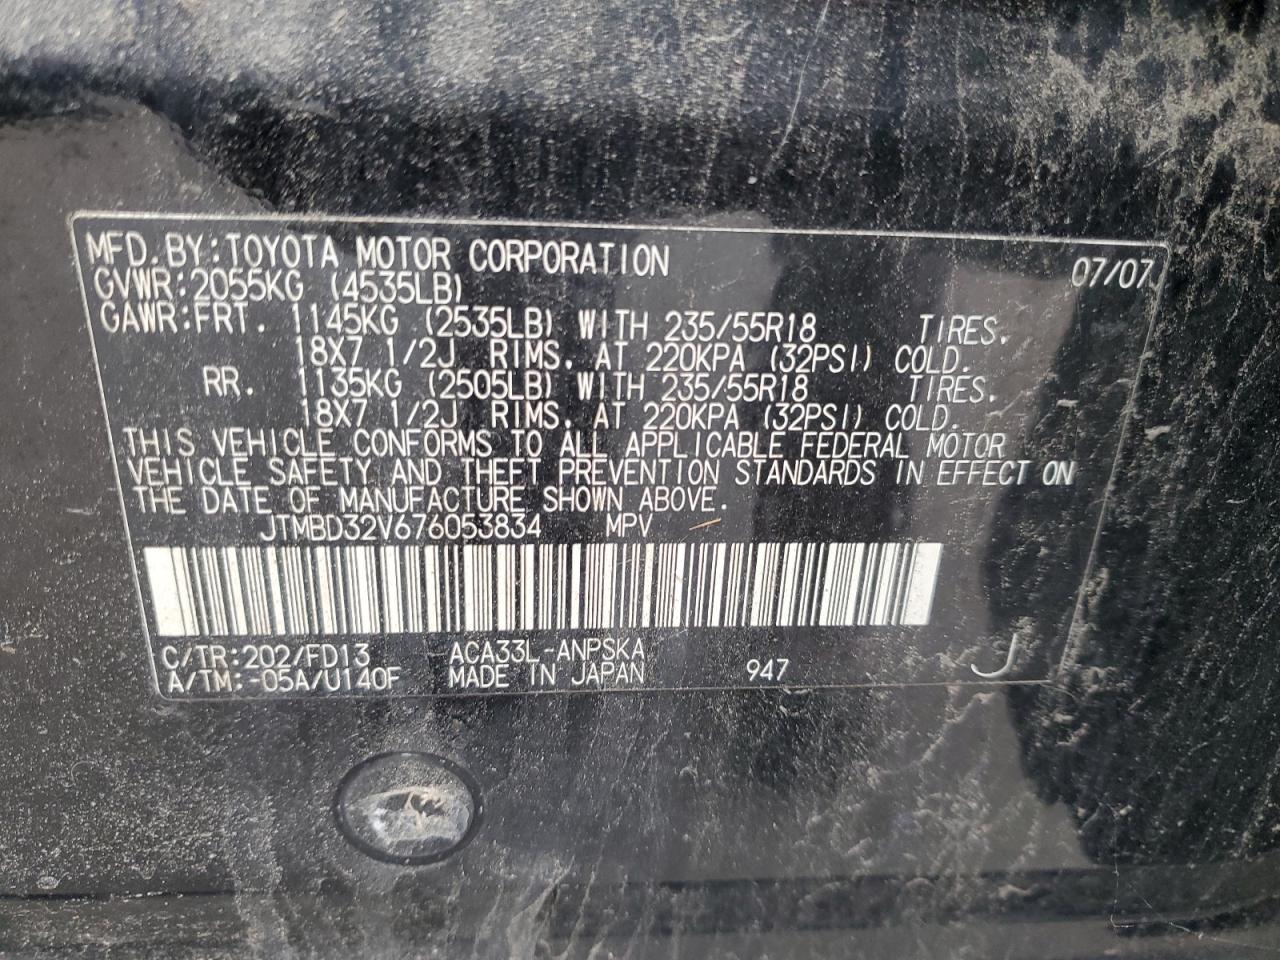 MFD.BY:TOYOTA MOTOR CORPORATION 07/07
GVWR:2055KG (4535LB)
GAWR:FRT. 1145KG (2535LB) WITH 235/55R18 TIRES.
18X7 1/2J RIMS. AT 220KPA (32PSI) COLD.
RR. 1135KG (2505LB) WITH 235/55R18 TIRES.
18X7 1/2J RIMS. AT 220KPA (32PSI) COLD.
THIS VEHICLE CONFORMS TO ALL APPLICABLE FEDERAL MOTOR
VEHICLE SAFETY AND THEFT PREVENTION STANDARDS IN EFFECT ON
THE DATE OF MANUFACTURE SHOWN ABOVE.
JTMBD32V676053834 MPV
C/TR:202/FD13 ACA33L-ANPSKA
A/TM:-05A/U140F MADE IN JAPAN 947 J